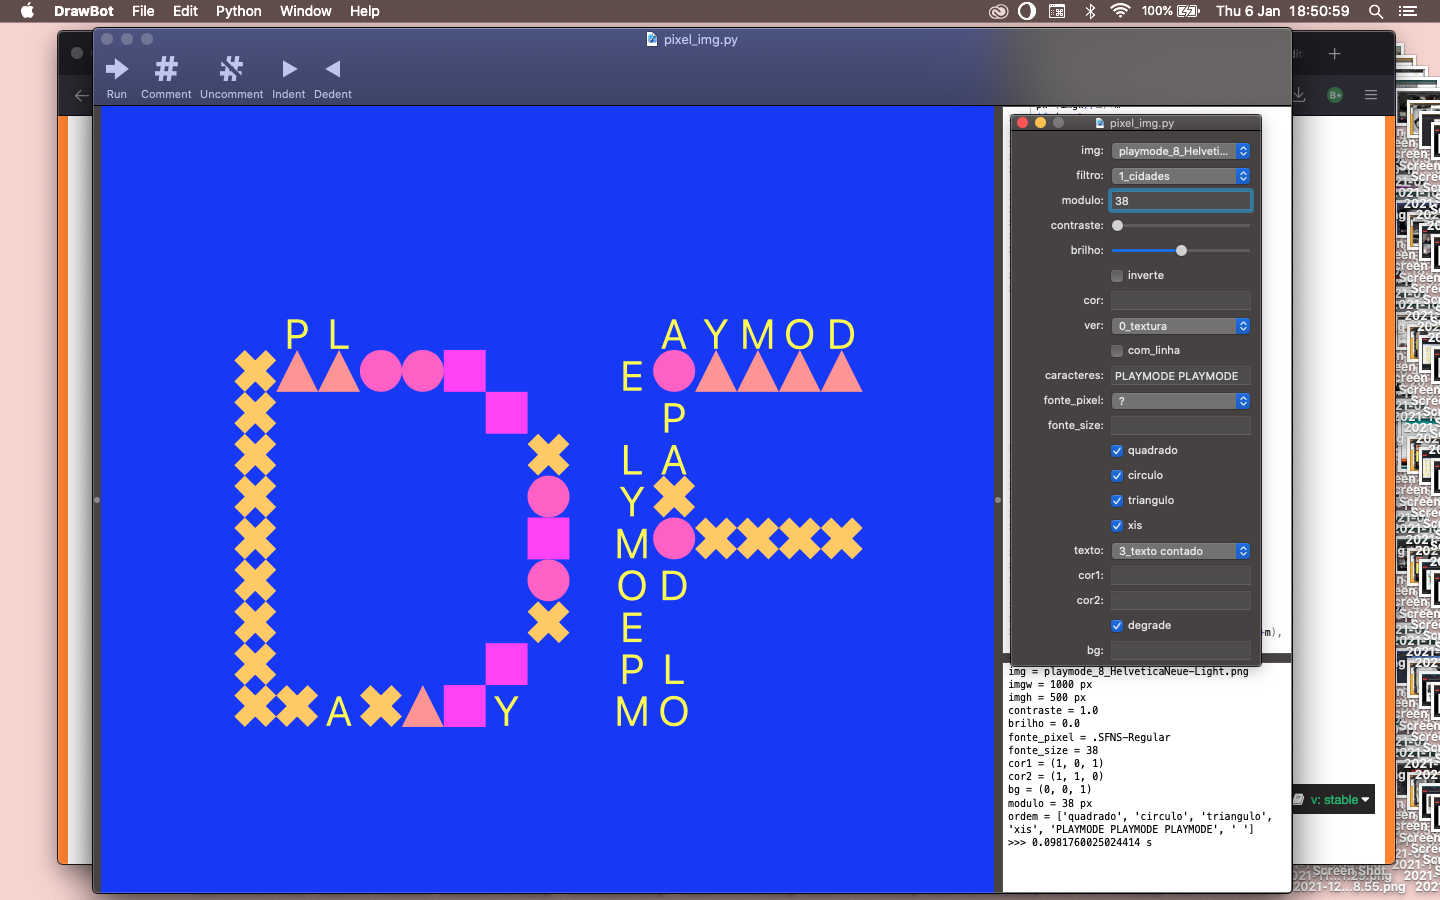 DrawBot File Edit Python Window Help 100% Thu 6 Jan 18:50:59
pixel_img.py
Run Comment Uncomment Indent Dedent
pixel_img.py
img: playmode_8_Helveti...
filtro: 1_cidades
modulo: 38
contraste:
brilho:
inverte
cor:
ver: 0_textura
com_linha
caracteres: PLAYMODE PLAYMODE
fonte_pixel: ?
fonte_size:
quadrado
circulo
triangulo
xis
texto: 3_texto contado
cor1:
cor2:
degrade
bg:
+m),
P L A Y M O D
E
P
L A
Y
M
O D
E
P L
A Y M O
img = playmode_8_HelveticaNeue-Light.png
imgw = 1000 px
imgh = 500 px
contraste = 1.0
brilho = 0.0
fonte_pixel = .SFNS-Regular
fonte_size = 38
cor1 = (1, 0, 1)
cor2 = (1, 1, 0)
bg = (0, 0, 1)
modulo = 38 px
ordem = ['quadrado', 'circulo', 'triangulo',
'xis', 'PLAYMODE PLAYMODE PLAYMODE', ' ']
>>> 0.0981760025024414 s
v: stable
Screen Shot
2021-12...8.55.png